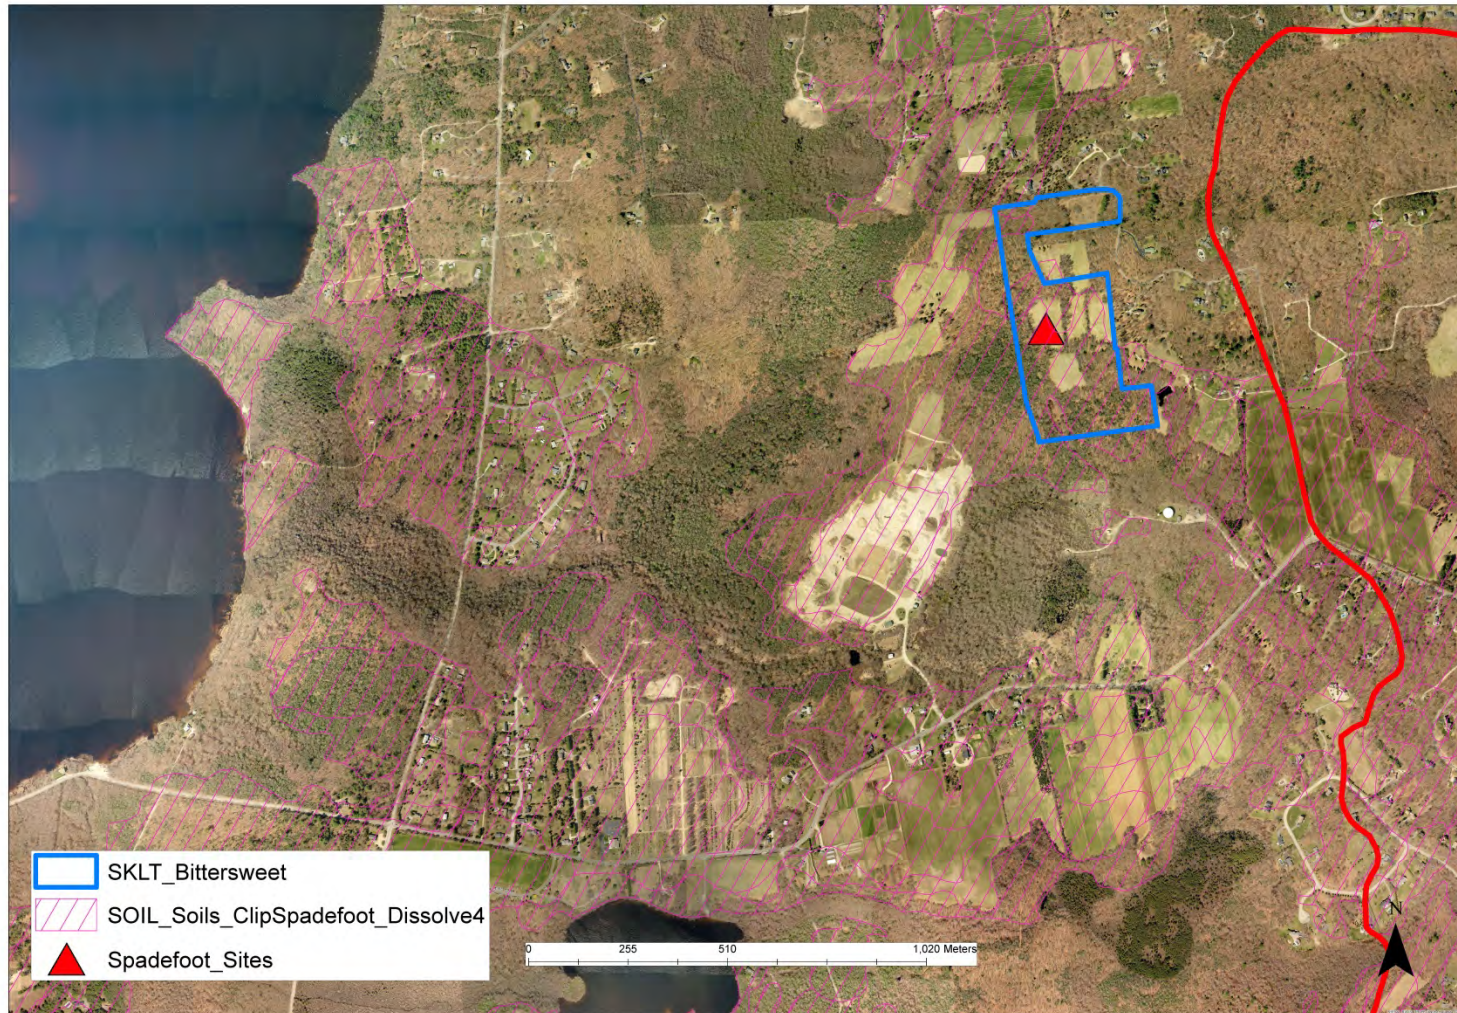 SKLT_Bittersweet
SOIL_Soils_ClipSpadefoot_Dissolve4
Spadefoot_Sites
0 255 510 1,020 Meters
N